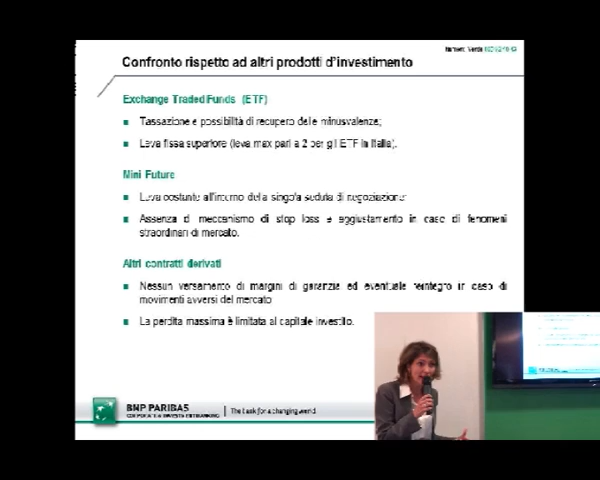 Numero Verde
Confronto rispetto ad altri prodotti d'investimento
Exchange Traded Funds (ETF)
Tassazione e possibilità di recupero delle minusvalenze;
Leva fissa superiore (leva max pari a 2 per gli ETF in Italia).
Mini Future
Leva costante all'interno della singola seduta di negoziazione
Assenza di meccanismo di stop loss e aggiustamento in caso di fenomeni
straordinari di mercato.
Altri contratti derivati
Nessun versamento di margini di garanzia ed eventuale reintegro in caso di
movimenti avversi del mercato
La perdita massima è limitata al capitale investito.
BNP PARIBAS
CORPORATE & INVESTMENT BANKING
The bank for a changing world